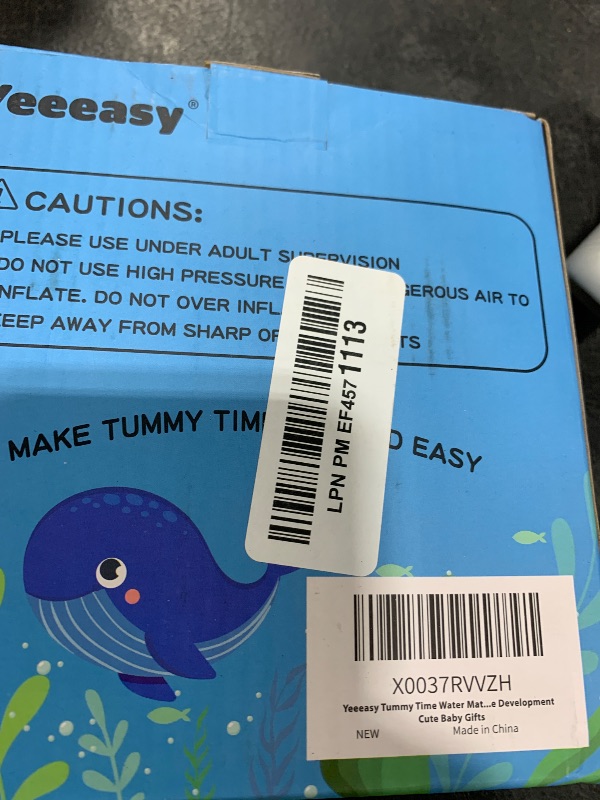 Yeeeasy®
CAUTIONS:
PLEASE USE UNDER ADULT SUPERVISION
DO NOT USE HIGH PRESSURE GEROUS AIR TO
NFLATE. DO NOT OVER INFL
EEP AWAY FROM SHARP O TS
MAKE TUMMY TIM D EASY
LPN PM EF4571113
X0037RVVZH
Yeeeasy Tummy Time Water Mat...e Development
Cute Baby Gifts
NEW Made in China